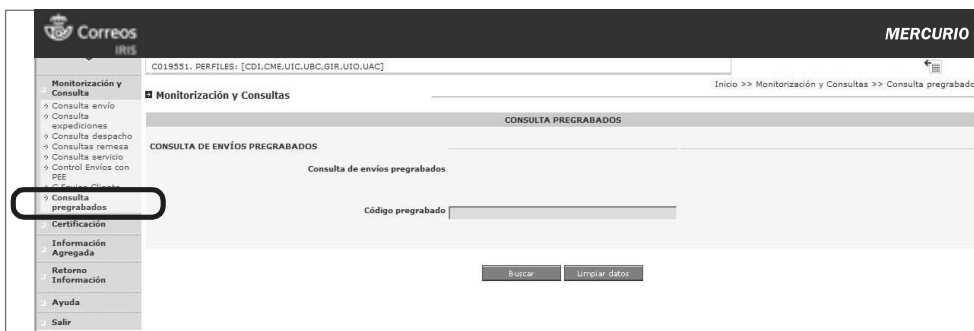 Correos
IRIS
MERCURIO
C019551. PERFILES: [CDI,CME,UIC,UBC,GIR,UIO,UAC]
Inicio >> Monitorización y Consultas >> Consulta pregrabado
Monitorización y
Consulta
Consulta envío
Consulta
expediciones
Consulta despacho
Consultas remesa
Consulta servicio
Control Envíos con
PEE
Consulta
pregrabados
Certificación
Información
Agregada
Retorno
Información
Ayuda
Salir
Monitorización y Consultas
CONSULTA PREGRABADOS
CONSULTA DE ENVÍOS PREGRABADOS
Consulta de envíos pregrabados
Código pregrabado
Buscar Limpiar datos